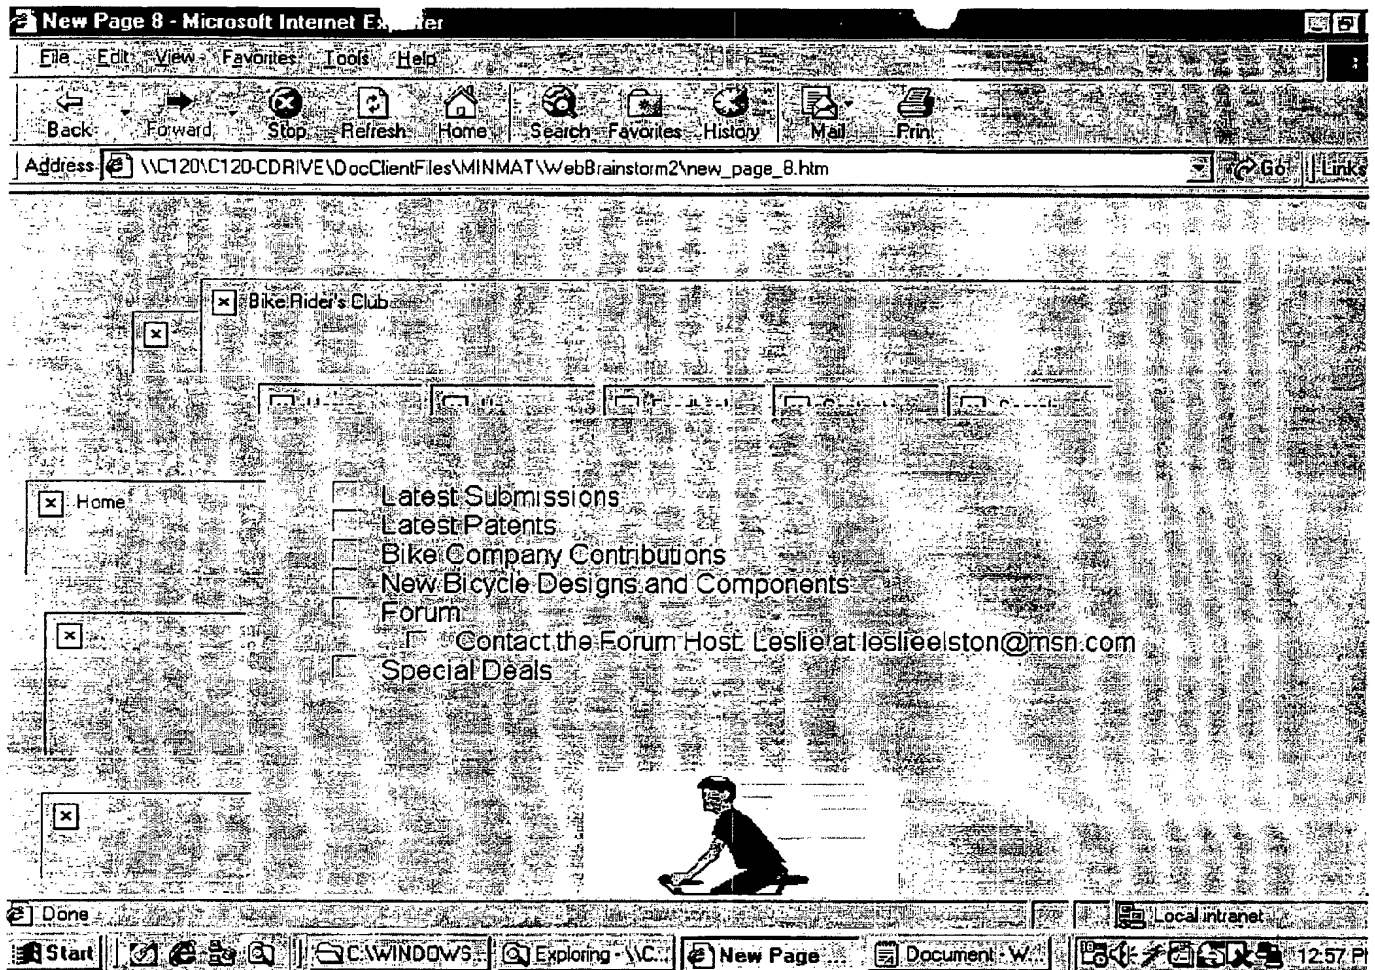 New Page 8 - Microsoft Internet Explorer
File Edit View Favorites Tools Help
Back Forward Stop Refresh Home Search Favorites History Mail Print
Address \\C120\C120-CDRIVE\DocClientFiles\MINMAT\WebBrainstorm2\new_page_8.htm Go Links
Bike Rider's Club
Home
Latest Submissions
Latest Patents
Bike Company Contributions
New Bicycle Designs and Components
Forum
Contact the Forum Host: Leslie at leslieelston@msn.com
Special Deals
Done Local intranet
Start C:\WINDOWS... Exploring - \\C... New Page ... Document - W... 12:57 P